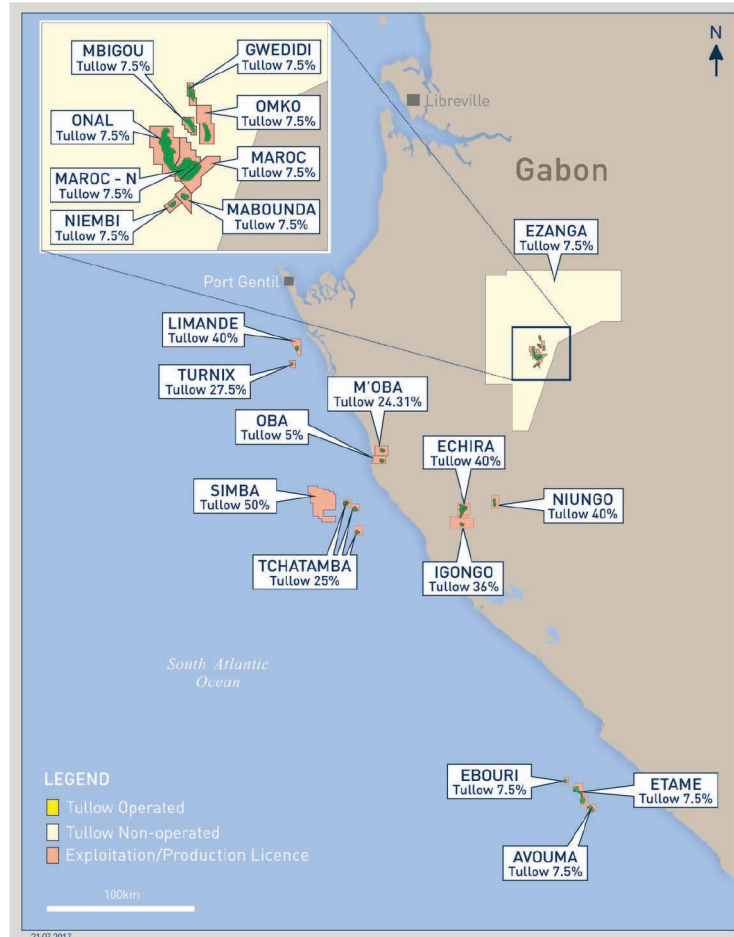 MBIGOU
Tullow 7.5%
GWEDIDI
Tullow 7.5%
ONAL
Tullow 7.5%
OMKO
Tullow 7.5%
MAROC - N
Tullow 7.5%
MAROC
Tullow 7.5%
NIEMBI
Tullow 7.5%
MABOUNDA
Tullow 7.5%
N
Libreville
Gabon
EZANGA
Tullow 7.5%
Port Gentil
LIMANDE
Tullow 40%
TURNIX
Tullow 27.5%
M'OBA
Tullow 24.31%
OBA
Tullow 5%
ECHIRA
Tullow 40%
SIMBA
Tullow 50%
NIUNGO
Tullow 40%
TCHATAMBA
Tullow 25%
IGONGO
Tullow 36%
South Atlantic
Ocean
EBOURI
Tullow 7.5%
ETAME
Tullow 7.5%
AVOUMA
Tullow 7.5%
LEGEND
Tullow Operated
Tullow Non-operated
Exploitation/Production Licence
100km
21.07.2017